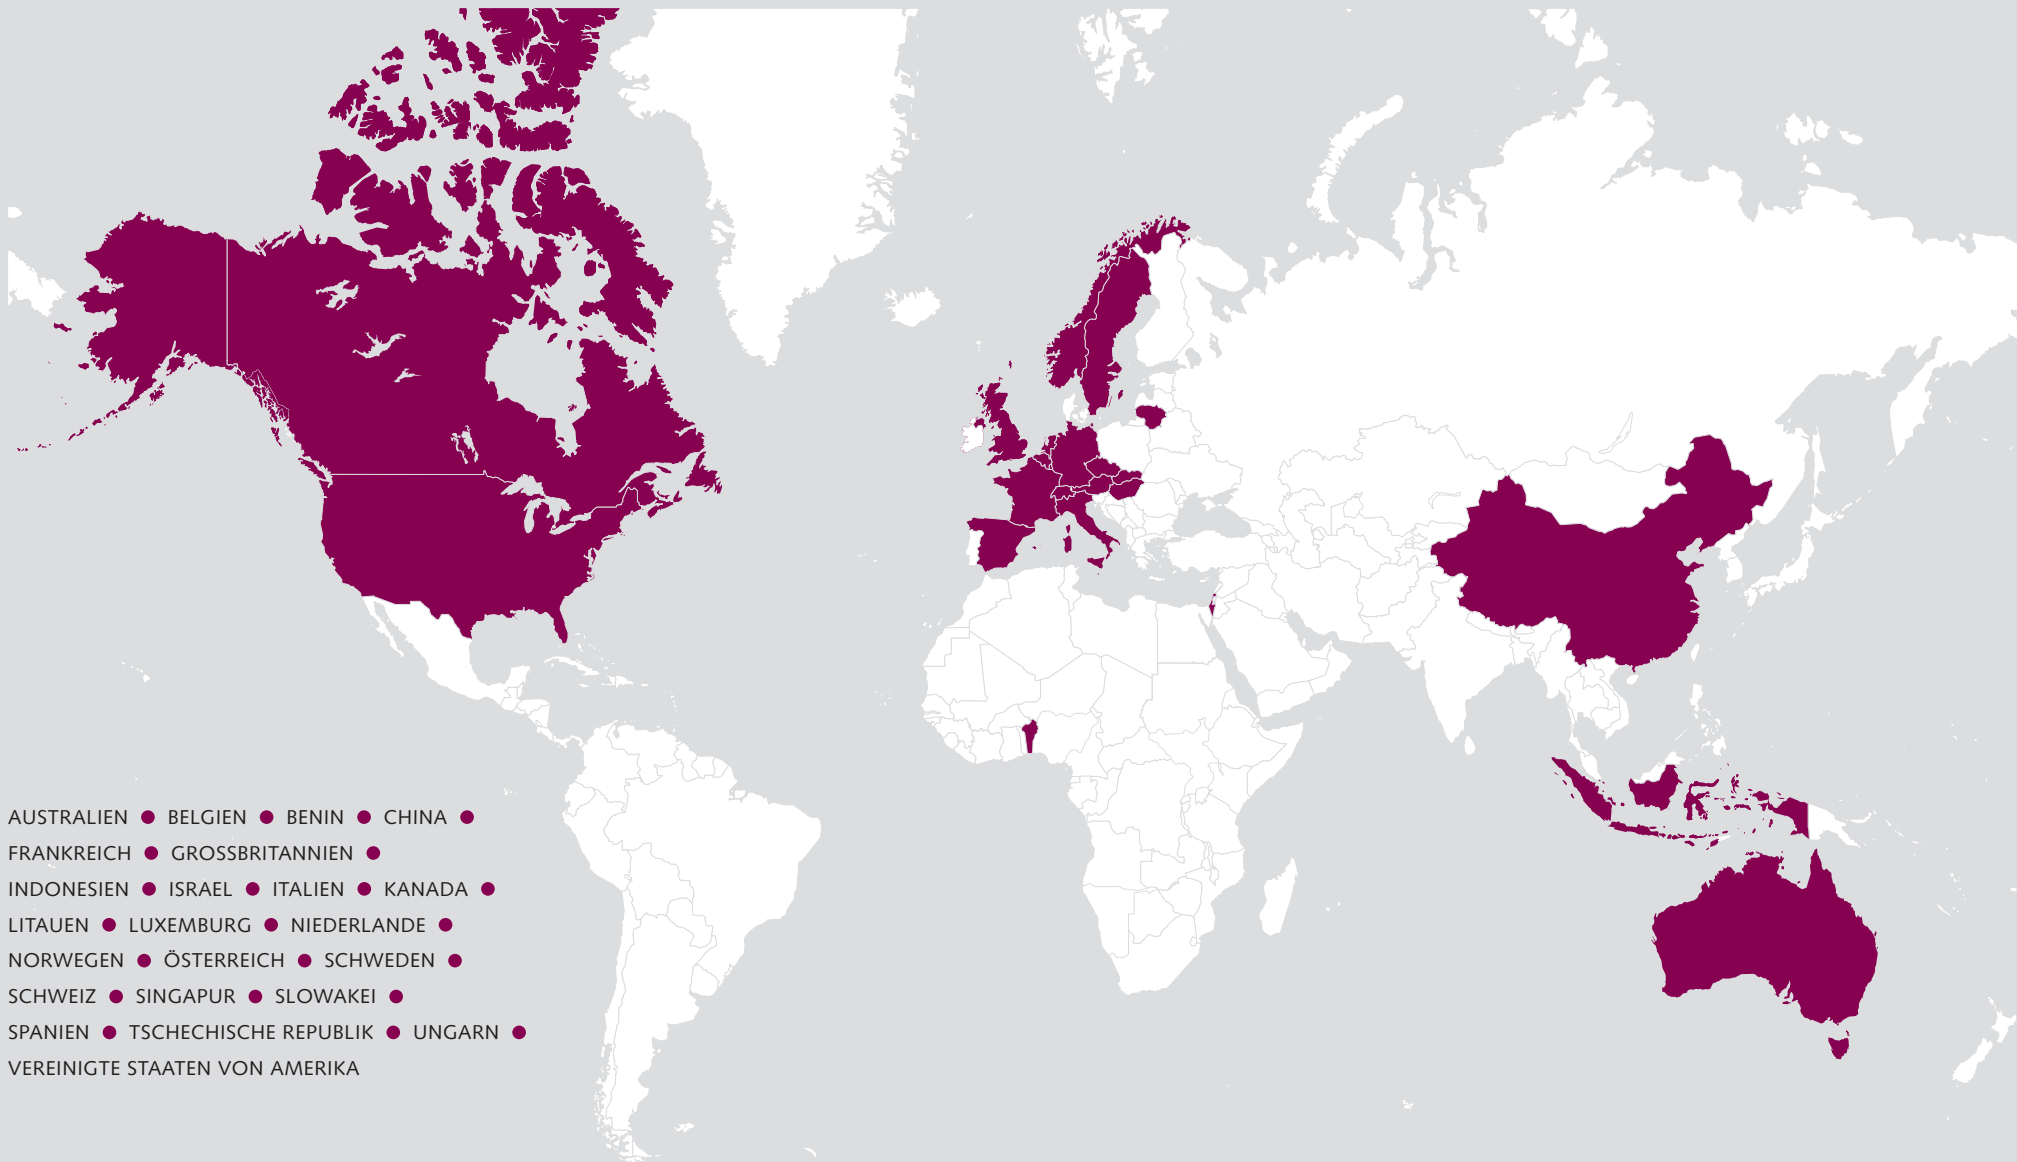 AUSTRALIEN ● BELGIEN ● BENIN ● CHINA ●
FRANKREICH ● GROSSBRITANNIEN ●
INDONESIEN ● ISRAEL ● ITALIEN ● KANADA ●
LITAUEN ● LUXEMBURG ● NIEDERLANDE ●
NORWEGEN ● ÖSTERREICH ● SCHWEDEN ●
SCHWEIZ ● SINGAPUR ● SLOWAKEI ●
SPANIEN ● TSCHECHISCHE REPUBLIK ● UNGARN ●
VEREINIGTE STAATEN VON AMERIKA